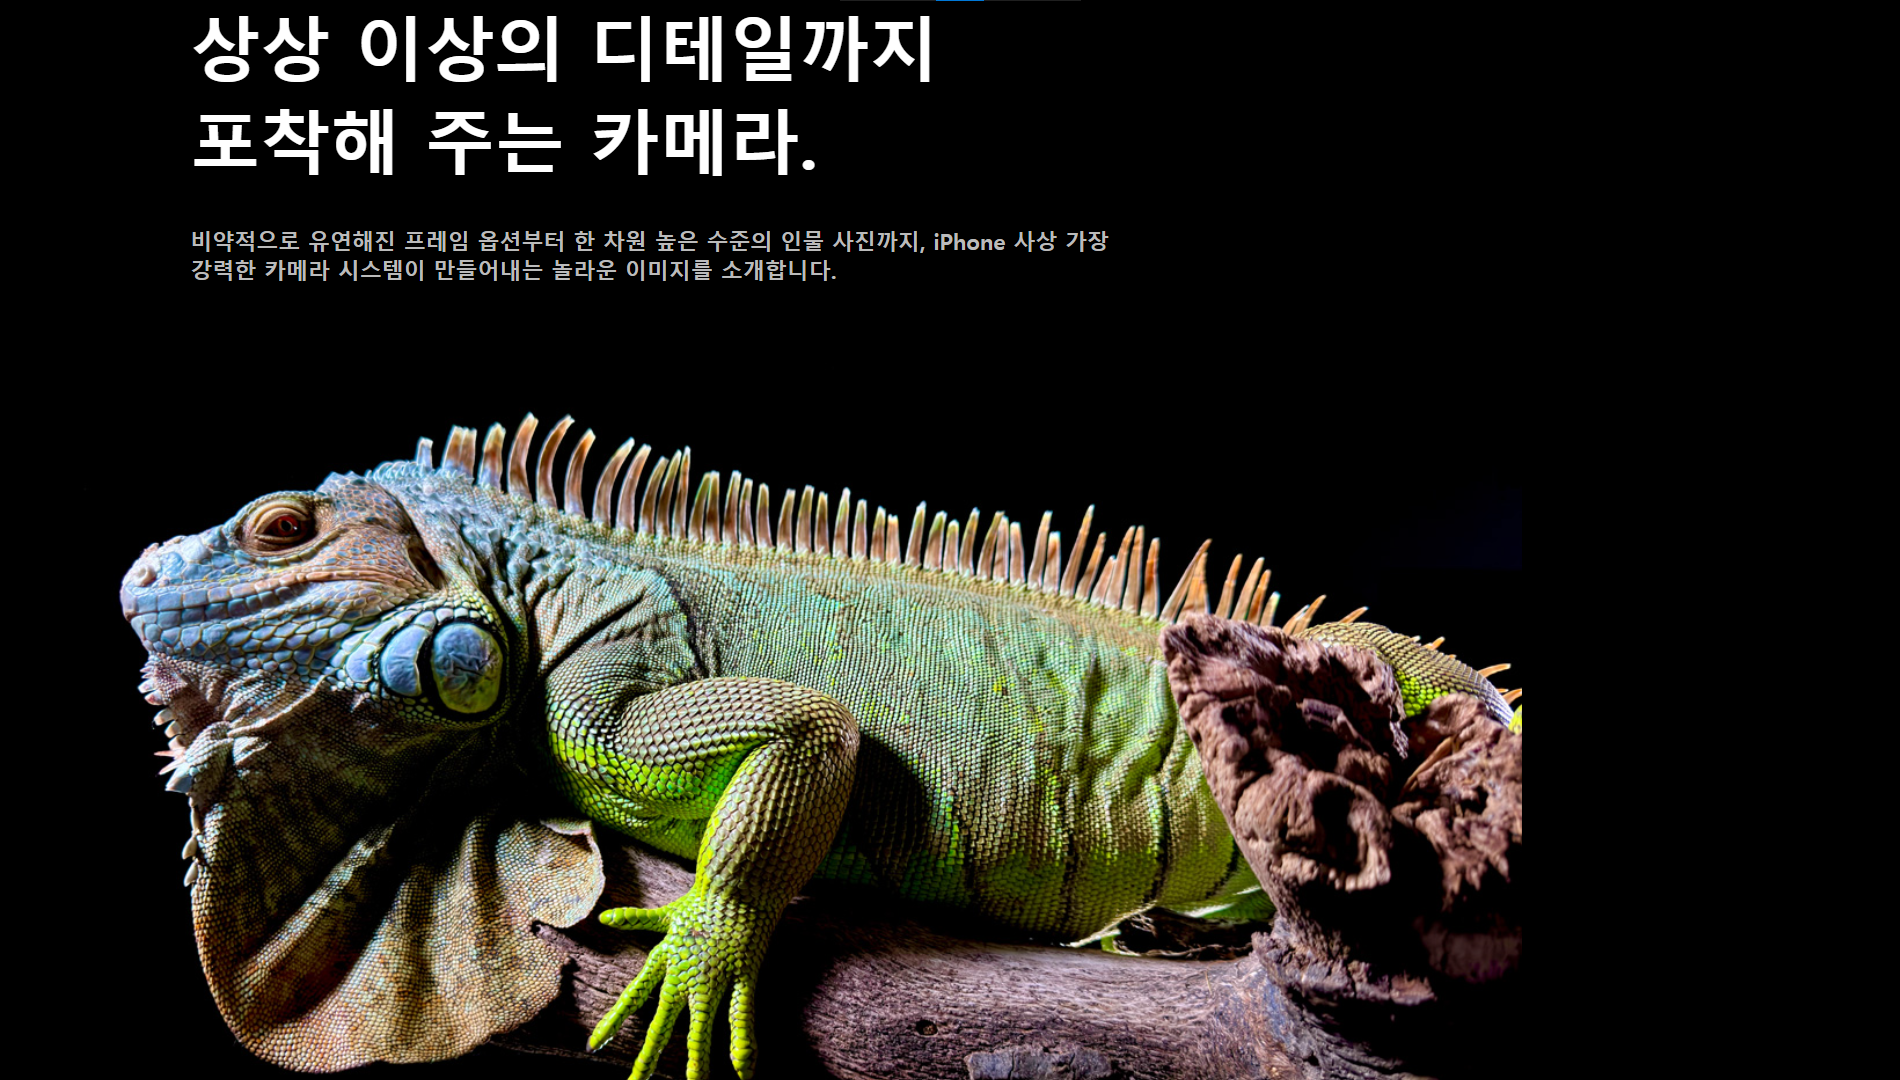 상상 이상의 디테일까지
포착해 주는 카메라.
비약적으로 유연해진 프레임 옵션부터 한 차원 높은 수준의 인물 사진까지, iPhone 사상 가장
강력한 카메라 시스템이 만들어내는 놀라운 이미지를 소개합니다.